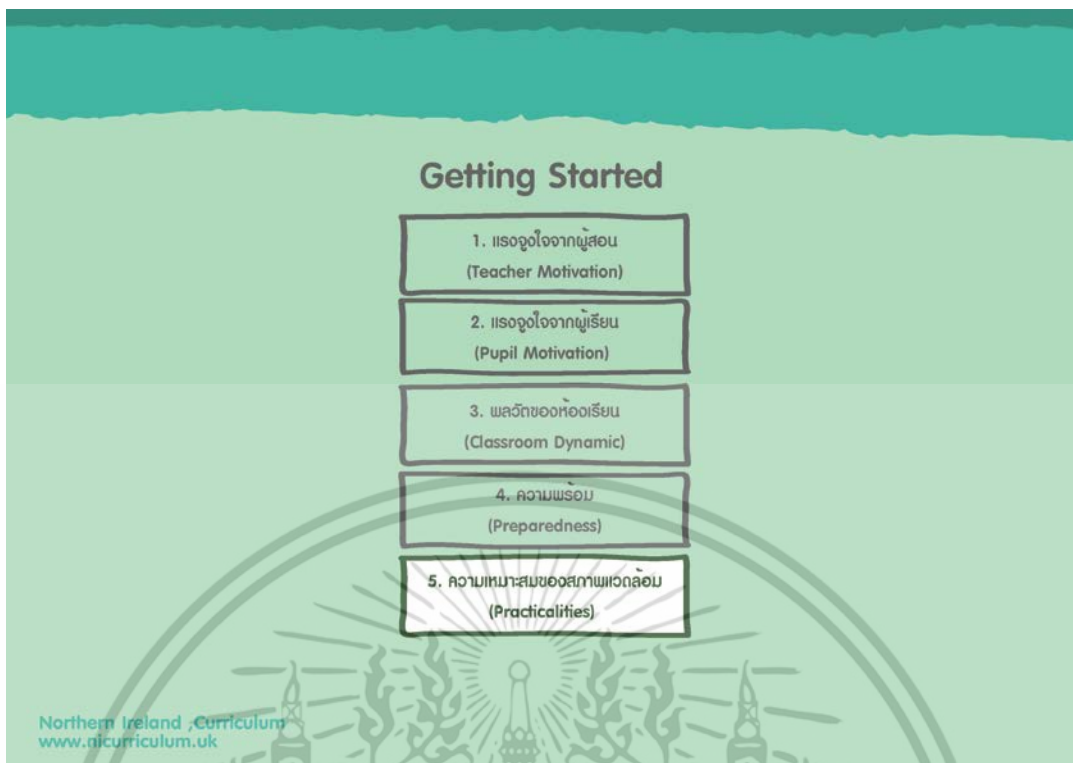 Getting Started
1. แรงจูงใจจากผู้สอน
(Teacher Motivation)
2. แรงจูงใจจากผู้เรียน
(Pupil Motivation)
3. พลวัตของห้องเรียน
(Classroom Dynamic)
4. ความพร้อม
(Preparedness)
5. ความเหมาะสมของสภาพแวดล้อม
(Practicalities)
Northern Ireland ,Curriculum
www.nicurriculum.uk